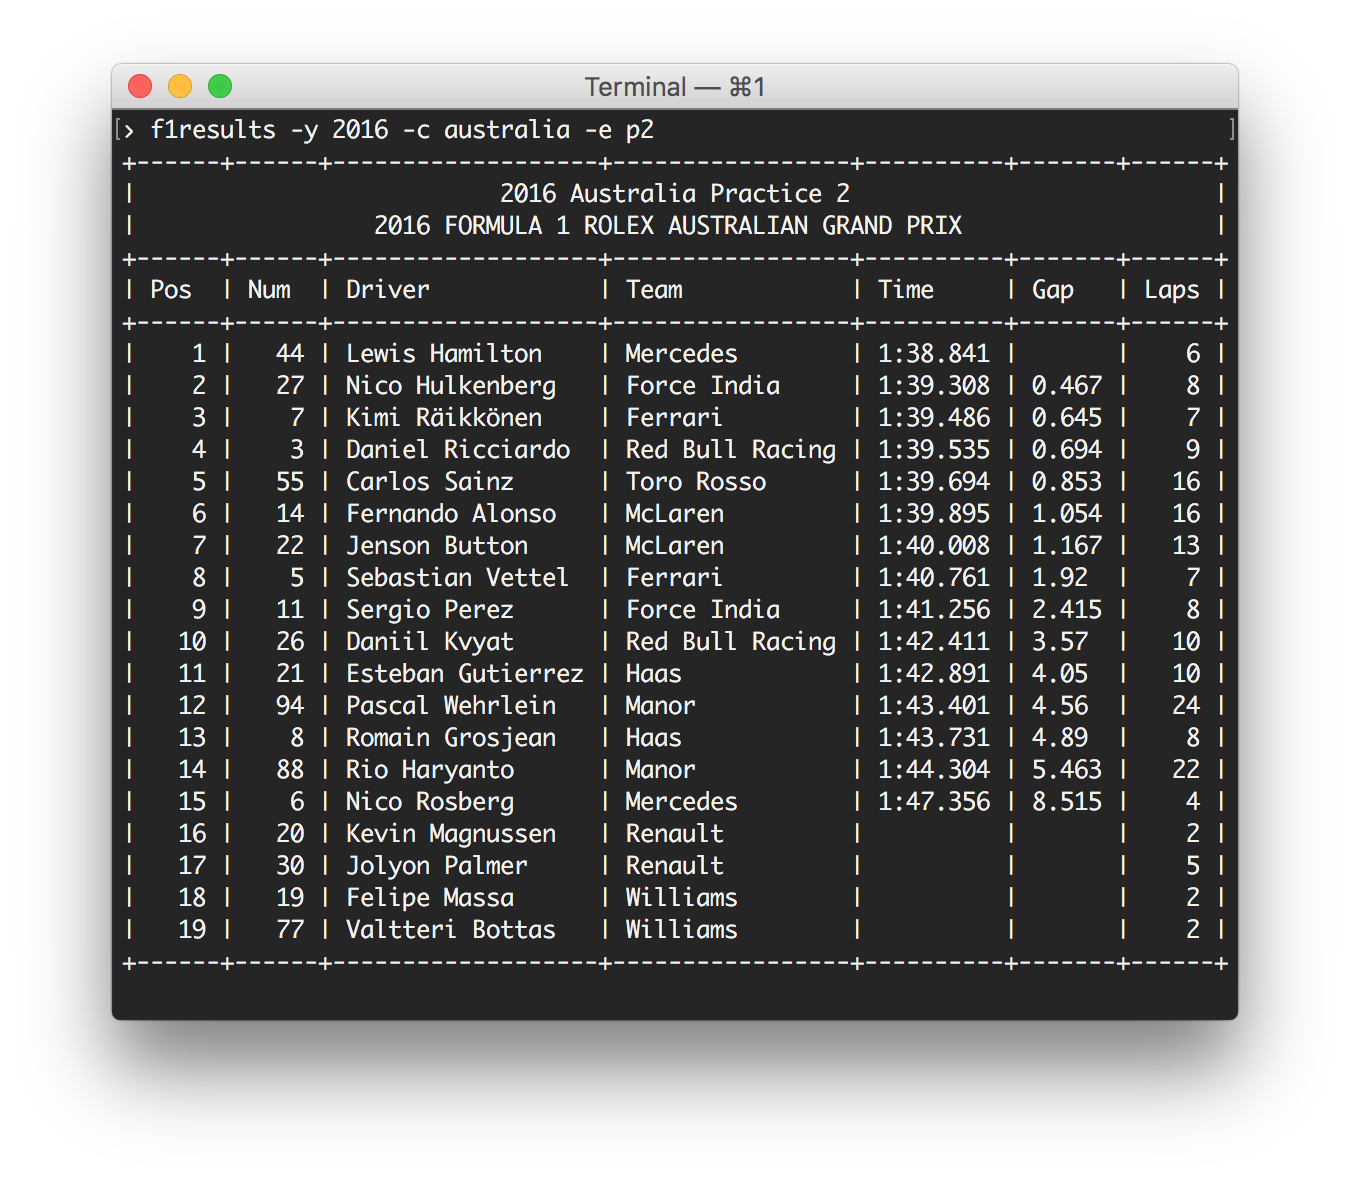 Terminal — ⌘1
[› f1results -y 2016 -c australia -e p2 ]
+------+------+-------------------+-----------------+----------+-------+------+
| 2016 Australia Practice 2 |
| 2016 FORMULA 1 ROLEX AUSTRALIAN GRAND PRIX |
+------+------+-------------------+-----------------+----------+-------+------+
| Pos | Num | Driver | Team | Time | Gap | Laps |
+------+------+-------------------+-----------------+----------+-------+------+
| 1 | 44 | Lewis Hamilton | Mercedes | 1:38.841 | | 6 |
| 2 | 27 | Nico Hulkenberg | Force India | 1:39.308 | 0.467 | 8 |
| 3 | 7 | Kimi Räikkönen | Ferrari | 1:39.486 | 0.645 | 7 |
| 4 | 3 | Daniel Ricciardo | Red Bull Racing | 1:39.535 | 0.694 | 9 |
| 5 | 55 | Carlos Sainz | Toro Rosso | 1:39.694 | 0.853 | 16 |
| 6 | 14 | Fernando Alonso | McLaren | 1:39.895 | 1.054 | 16 |
| 7 | 22 | Jenson Button | McLaren | 1:40.008 | 1.167 | 13 |
| 8 | 5 | Sebastian Vettel | Ferrari | 1:40.761 | 1.92 | 7 |
| 9 | 11 | Sergio Perez | Force India | 1:41.256 | 2.415 | 8 |
| 10 | 26 | Daniil Kvyat | Red Bull Racing | 1:42.411 | 3.57 | 10 |
| 11 | 21 | Esteban Gutierrez | Haas | 1:42.891 | 4.05 | 10 |
| 12 | 94 | Pascal Wehrlein | Manor | 1:43.401 | 4.56 | 24 |
| 13 | 8 | Romain Grosjean | Haas | 1:43.731 | 4.89 | 8 |
| 14 | 88 | Rio Haryanto | Manor | 1:44.304 | 5.463 | 22 |
| 15 | 6 | Nico Rosberg | Mercedes | 1:47.356 | 8.515 | 4 |
| 16 | 20 | Kevin Magnussen | Renault | | | 2 |
| 17 | 30 | Jolyon Palmer | Renault | | | 5 |
| 18 | 19 | Felipe Massa | Williams | | | 2 |
| 19 | 77 | Valtteri Bottas | Williams | | | 2 |
+------+------+-------------------+-----------------+----------+-------+------+